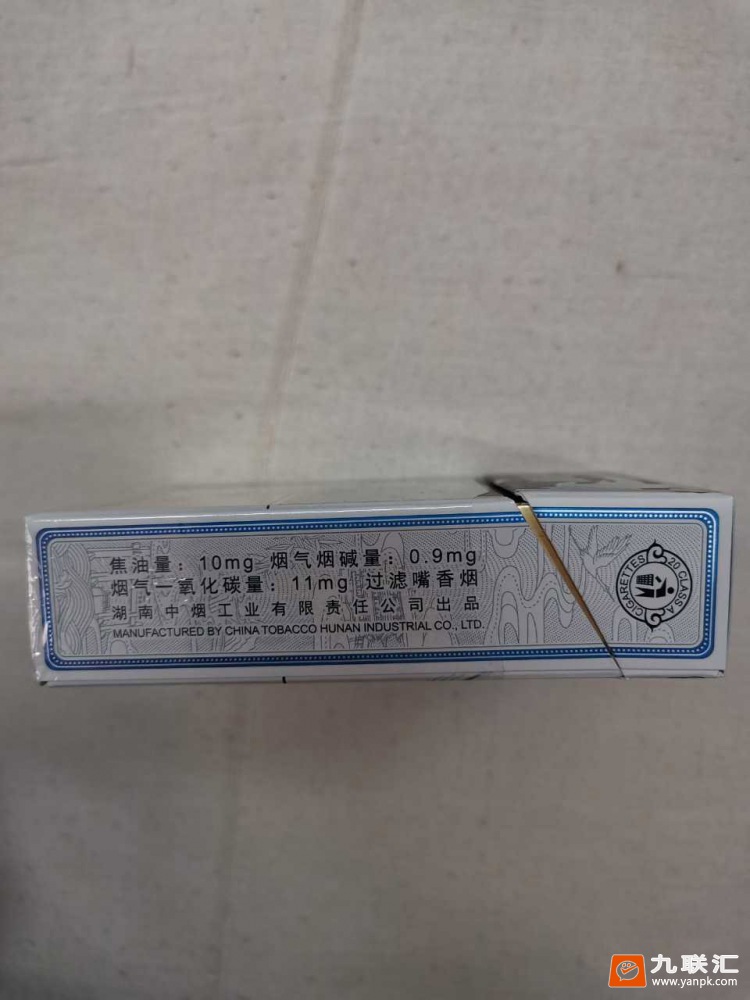 焦油量：10mg 烟气烟碱量：0.9mg
烟气一氧化碳量：11mg 过滤嘴香烟
湖南中烟工业有限责任公司出品
MANUFACTURED BY CHINA TOBACCO HUNAN INDUSTRIAL CO., LTD.
CIGARETTES 20 CLASS A
九联汇
www.yanpk.com